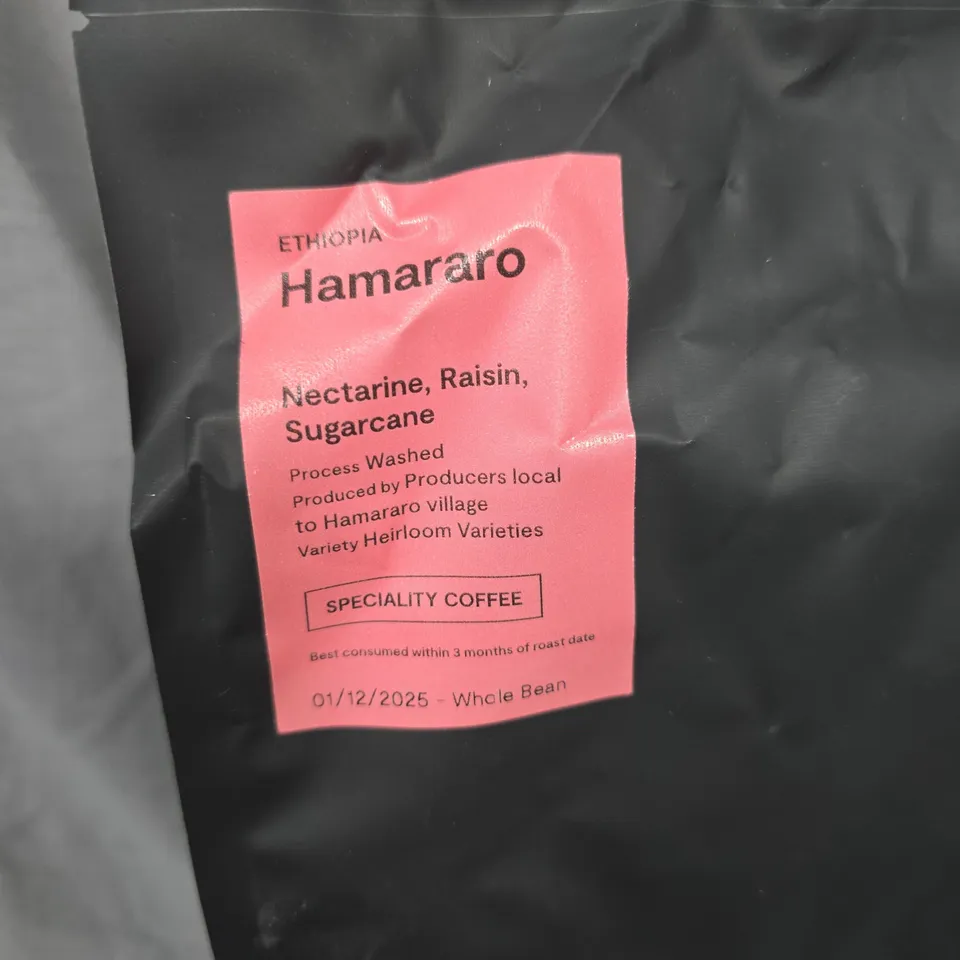 ETHIOPIA
Hamararo
Nectarine, Raisin,
Sugarcane
Process Washed
Produced by Producers local
to Hamararo village
Variety Heirloom Varieties
SPECIALITY COFFEE
Best consumed within 3 months of roast date
01/12/2025 - Whole Bean